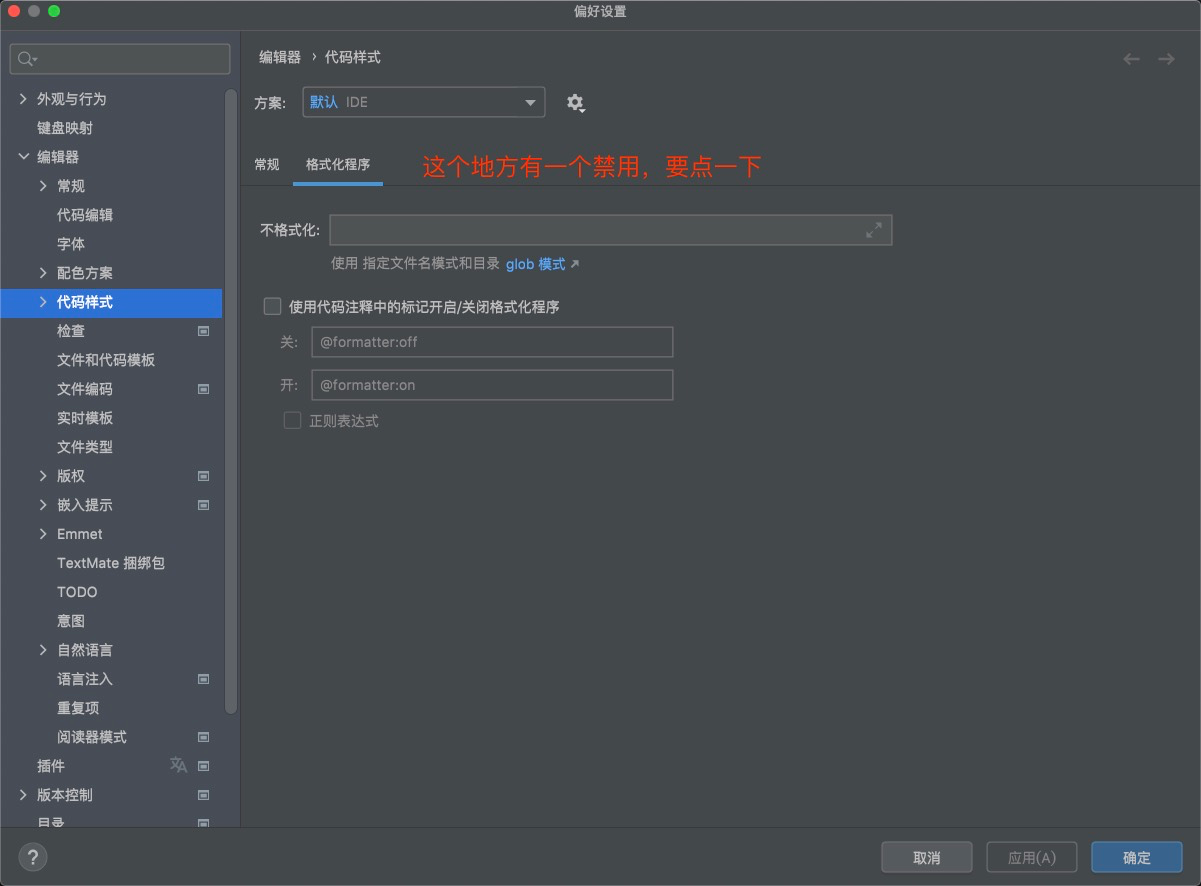 偏好设置
外观与行为
键盘映射
编辑器
常规
代码编辑
字体
配色方案
代码样式
检查
文件和代码模板
文件编码
实时模板
文件类型
版权
嵌入提示
Emmet
TextMate 捆绑包
TODO
意图
自然语言
语言注入
重复项
阅读器模式
插件
版本控制
目录
编辑器 › 代码样式
方案: 默认 IDE
常规 格式化程序 这个地方有一个禁用，要点一下
不格式化:
使用 指定文件名模式和目录 glob 模式
使用代码注释中的标记开启/关闭格式化程序
关: @formatter:off
开: @formatter:on
正则表达式
? 取消 应用(A) 确定